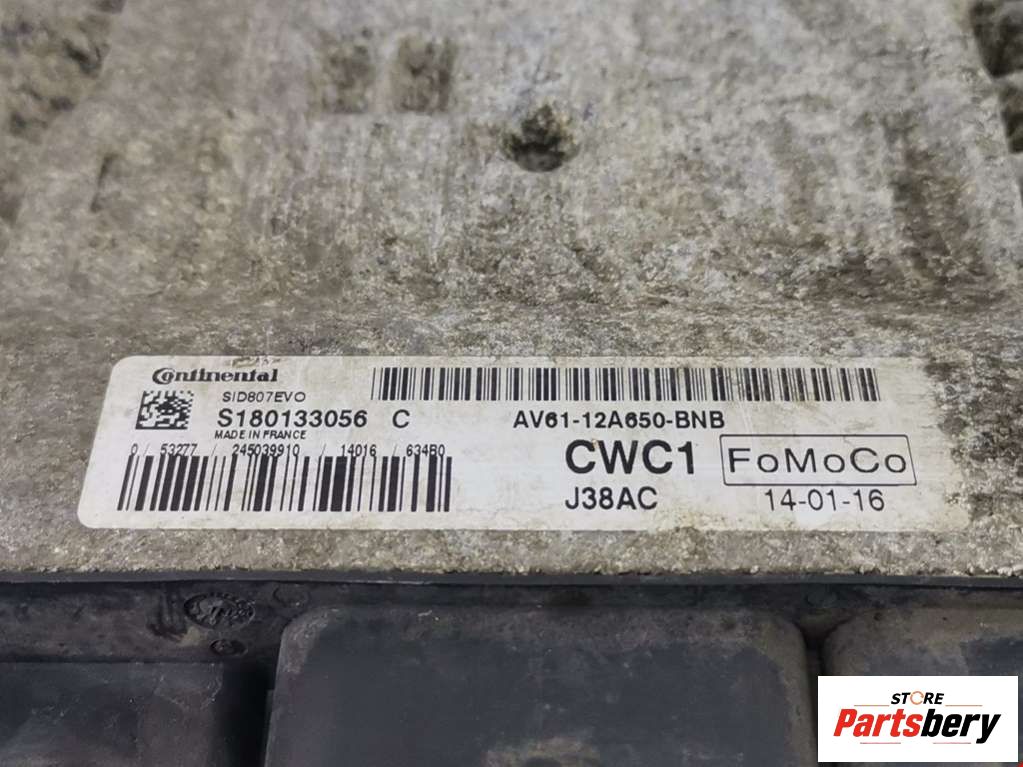 Continental
SID807EVO
S180133056 C
MADE IN FRANCE
0 / 53277 / 245039910 / 14016 / 634B0
AV61-12A650-BNB
CWC1 FoMoCo
J38AC 14-01-16
STORE
Partsbery